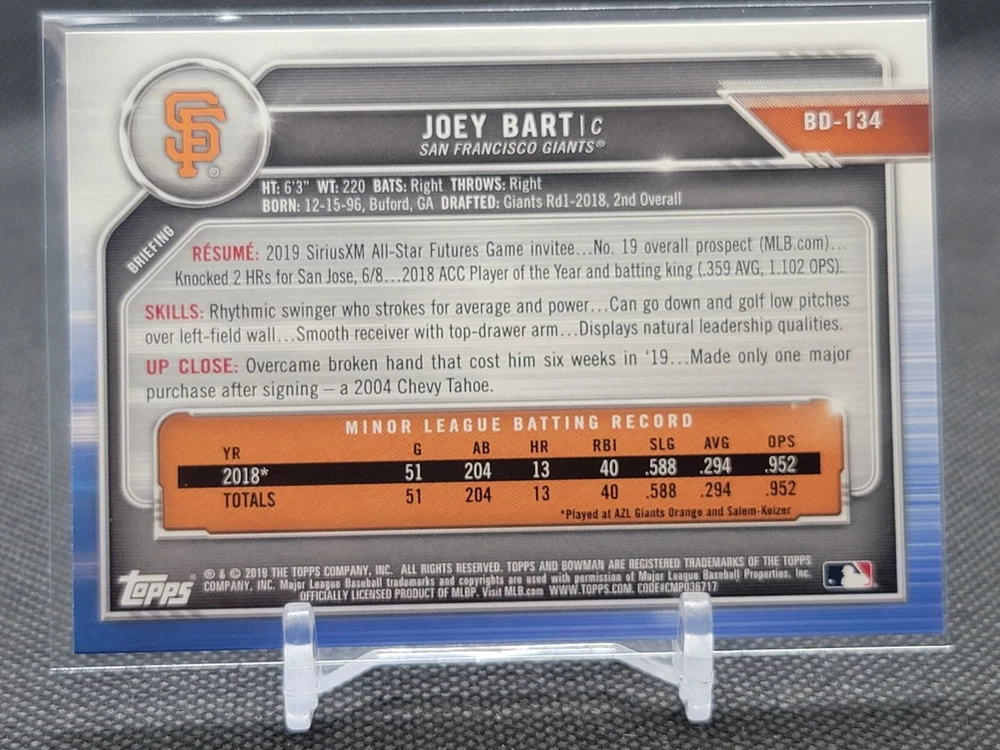 SF
JOEY BART | C
SAN FRANCISCO GIANTS®
BD-134
HT: 6'3" WT: 220 BATS: Right THROWS: Right
BORN: 12-15-96, Buford, GA DRAFTED: Giants Rd1-2018, 2nd Overall
BRIEFING
RÉSUMÉ: 2019 SiriusXM All-Star Futures Game invitee...No. 19 overall prospect (MLB.com)...
Knocked 2 HRs for San Jose, 6/8...2018 ACC Player of the Year and batting king (.359 AVG, 1.102 OPS).
SKILLS: Rhythmic swinger who strokes for average and power...Can go down and golf low pitches
over left-field wall...Smooth receiver with top-drawer arm...Displays natural leadership qualities.
UP CLOSE: Overcame broken hand that cost him six weeks in '19...Made only one major
purchase after signing – a 2004 Chevy Tahoe.
MINOR LEAGUE BATTING RECORD
YR G AB HR RBI SLG AVG OPS
2018* 51 204 13 40 .588 .294 .952
TOTALS 51 204 13 40 .588 .294 .952
*Played at AZL Giants Orange and Salem-Keizer
topps
® & © 2019 THE TOPPS COMPANY, INC. ALL RIGHTS RESERVED. TOPPS AND BOWMAN ARE REGISTERED TRADEMARKS OF THE TOPPS
COMPANY, INC. Major League Baseball trademarks and copyrights are used with permission of Major League Baseball Properties, Inc.
OFFICIALLY LICENSED PRODUCT OF MLBP. Visit MLB.com WWW.TOPPS.COM. CODE#CMP036717